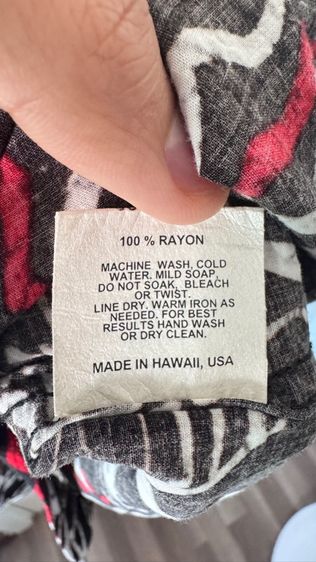 100 % RAYON
MACHINE WASH, COLD
WATER. MILD SOAP,
DO NOT SOAK, BLEACH
OR TWIST.
LINE DRY. WARM IRON AS
NEEDED. FOR BEST
RESULTS HAND WASH
OR DRY CLEAN.
MADE IN HAWAII, USA